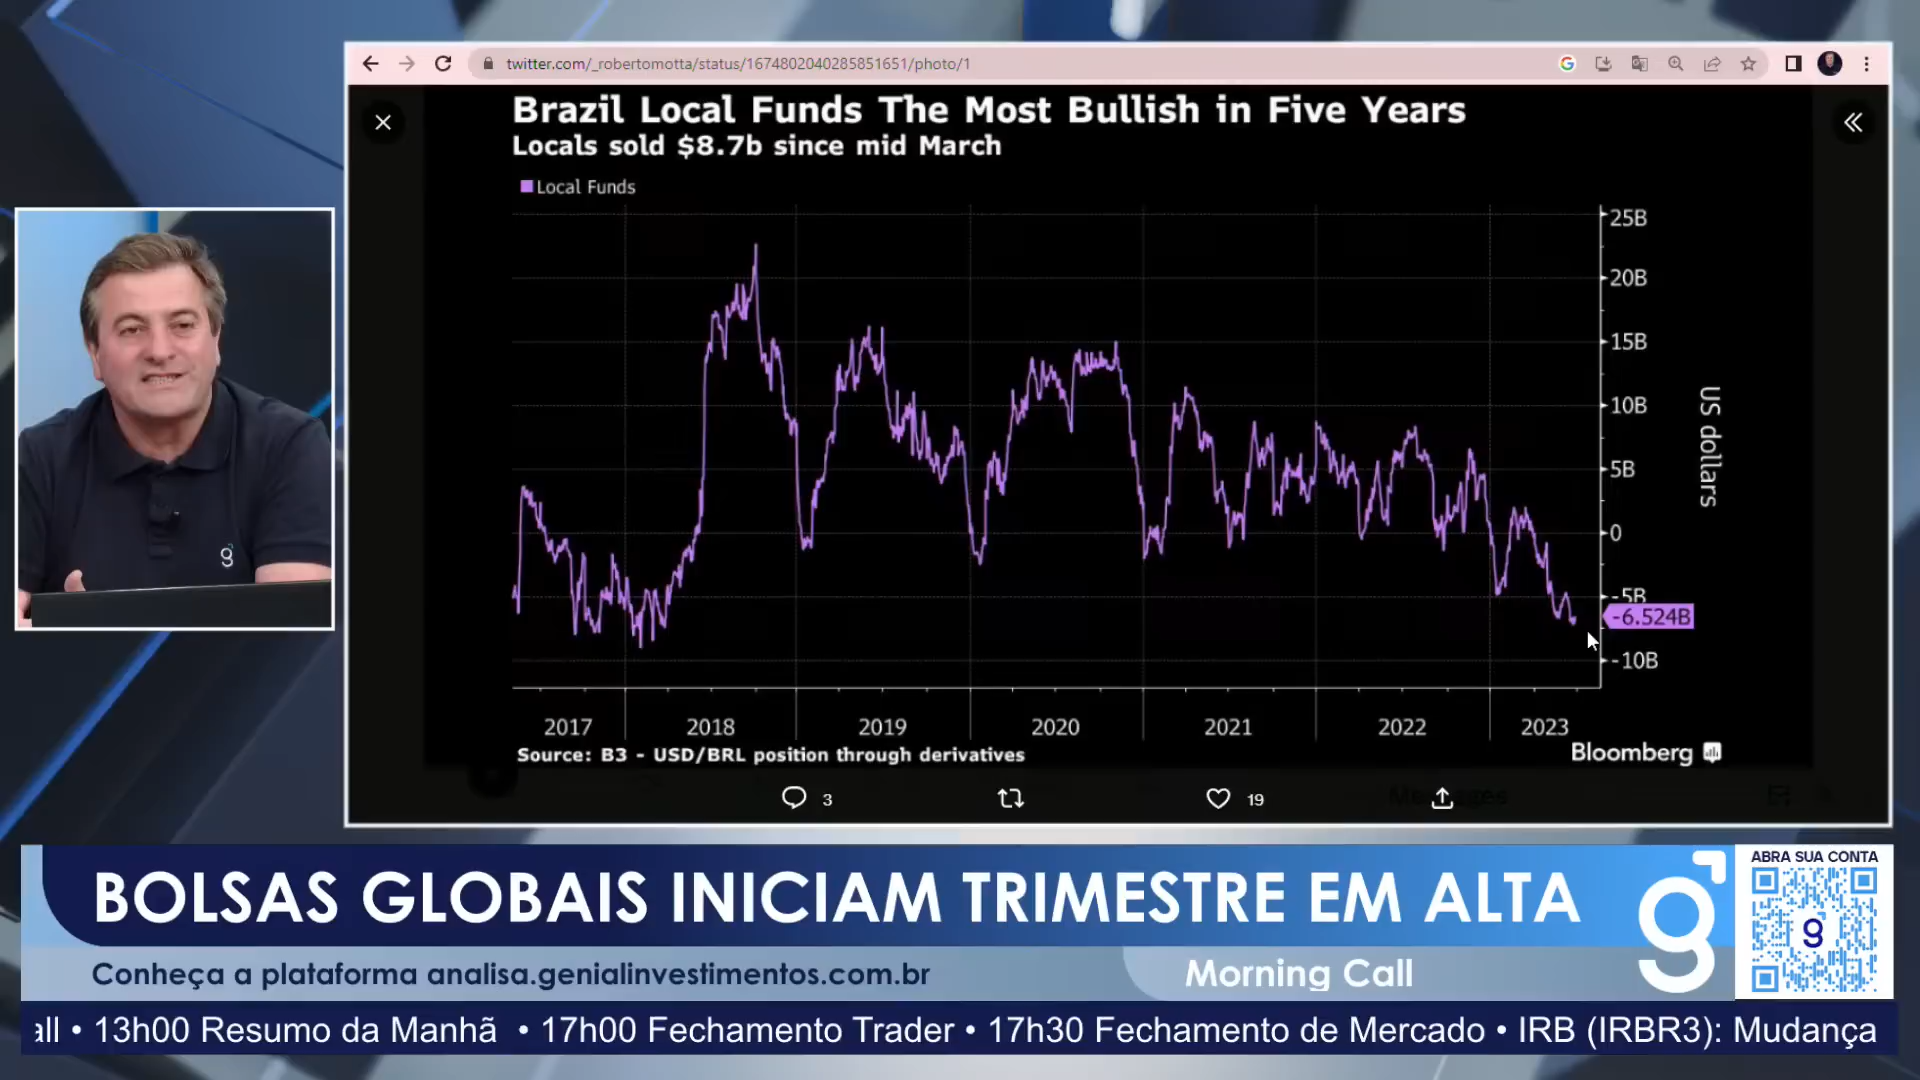 twitter.com/_robertomotta/status/1674802040285851651/photo/1
Brazil Local Funds The Most Bullish in Five Years
Locals sold $8.7b since mid March
Local Funds
25B
20B
15B
10B
5B
0
-5B
-6.524B
-10B
US dollars
2017 2018 2019 2020 2021 2022 2023
Source: B3 - USD/BRL position through derivatives
Bloomberg
3
19
BOLSAS GLOBAIS INICIAM TRIMESTRE EM ALTA
ABRA SUA CONTA
Conheça a plataforma analisa.genialinvestimentos.com.br
Morning Call
all • 13h00 Resumo da Manhã • 17h00 Fechamento Trader • 17h30 Fechamento de Mercado • IRB (IRBR3): Mudança